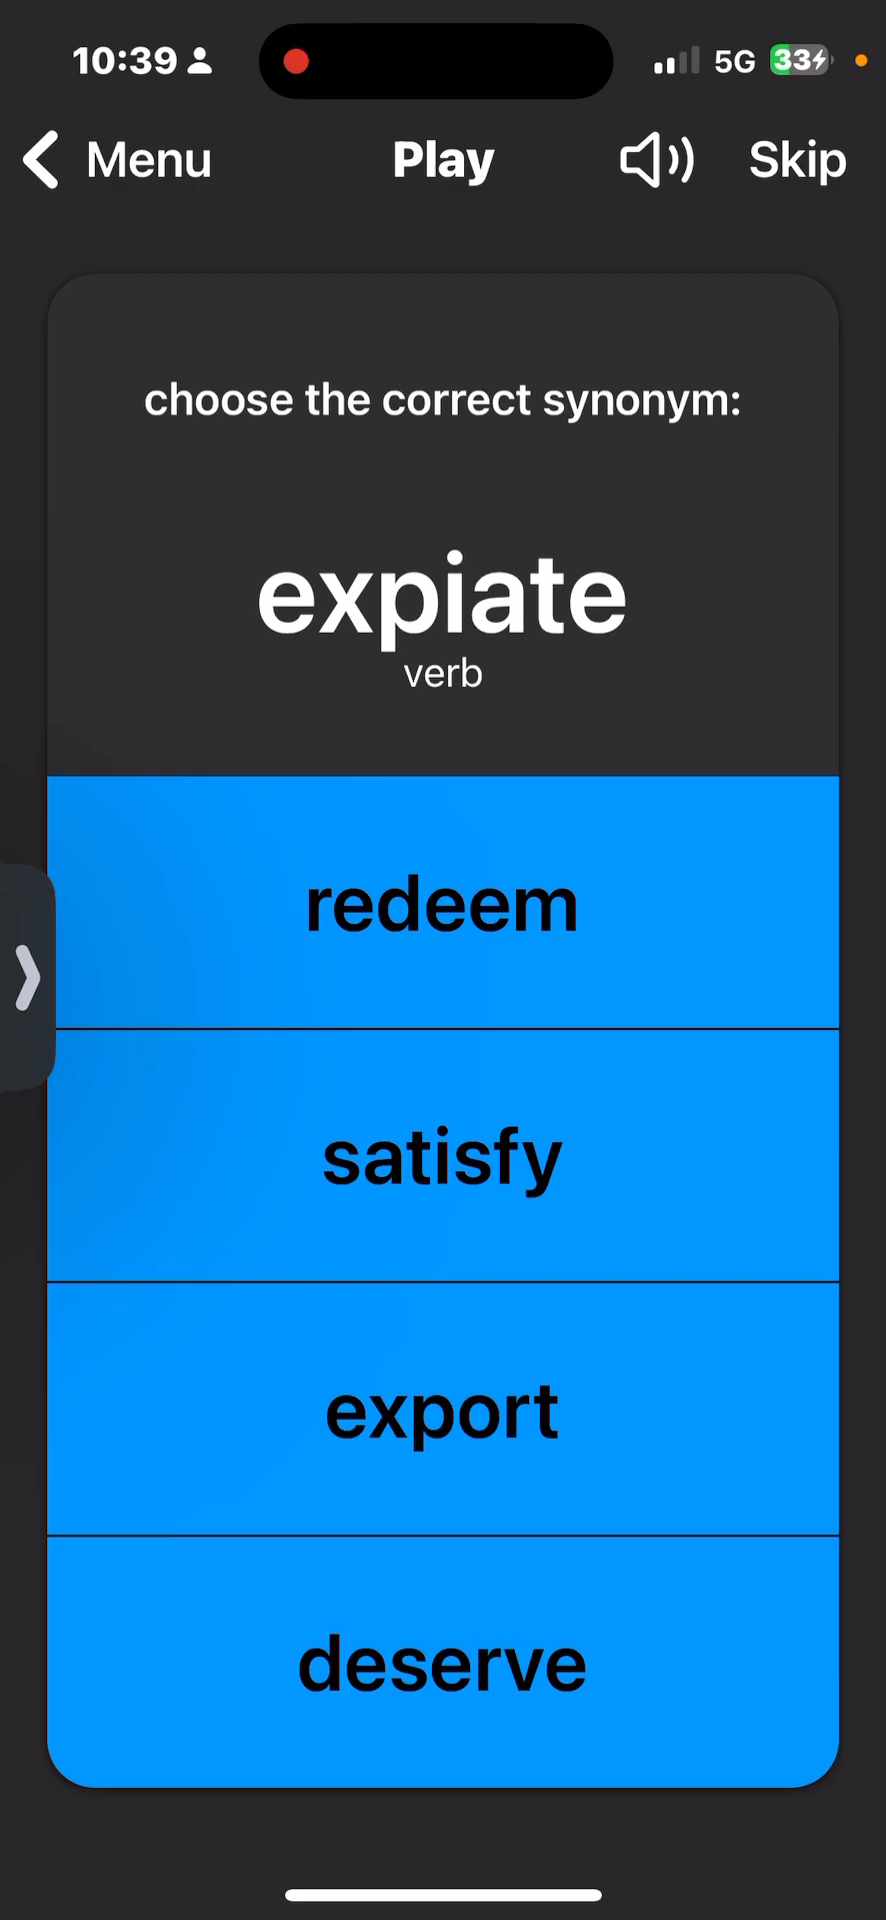 10:39 5G 33
Menu Play Skip
choose the correct synonym:
expiate
verb
redeem
satisfy
export
deserve